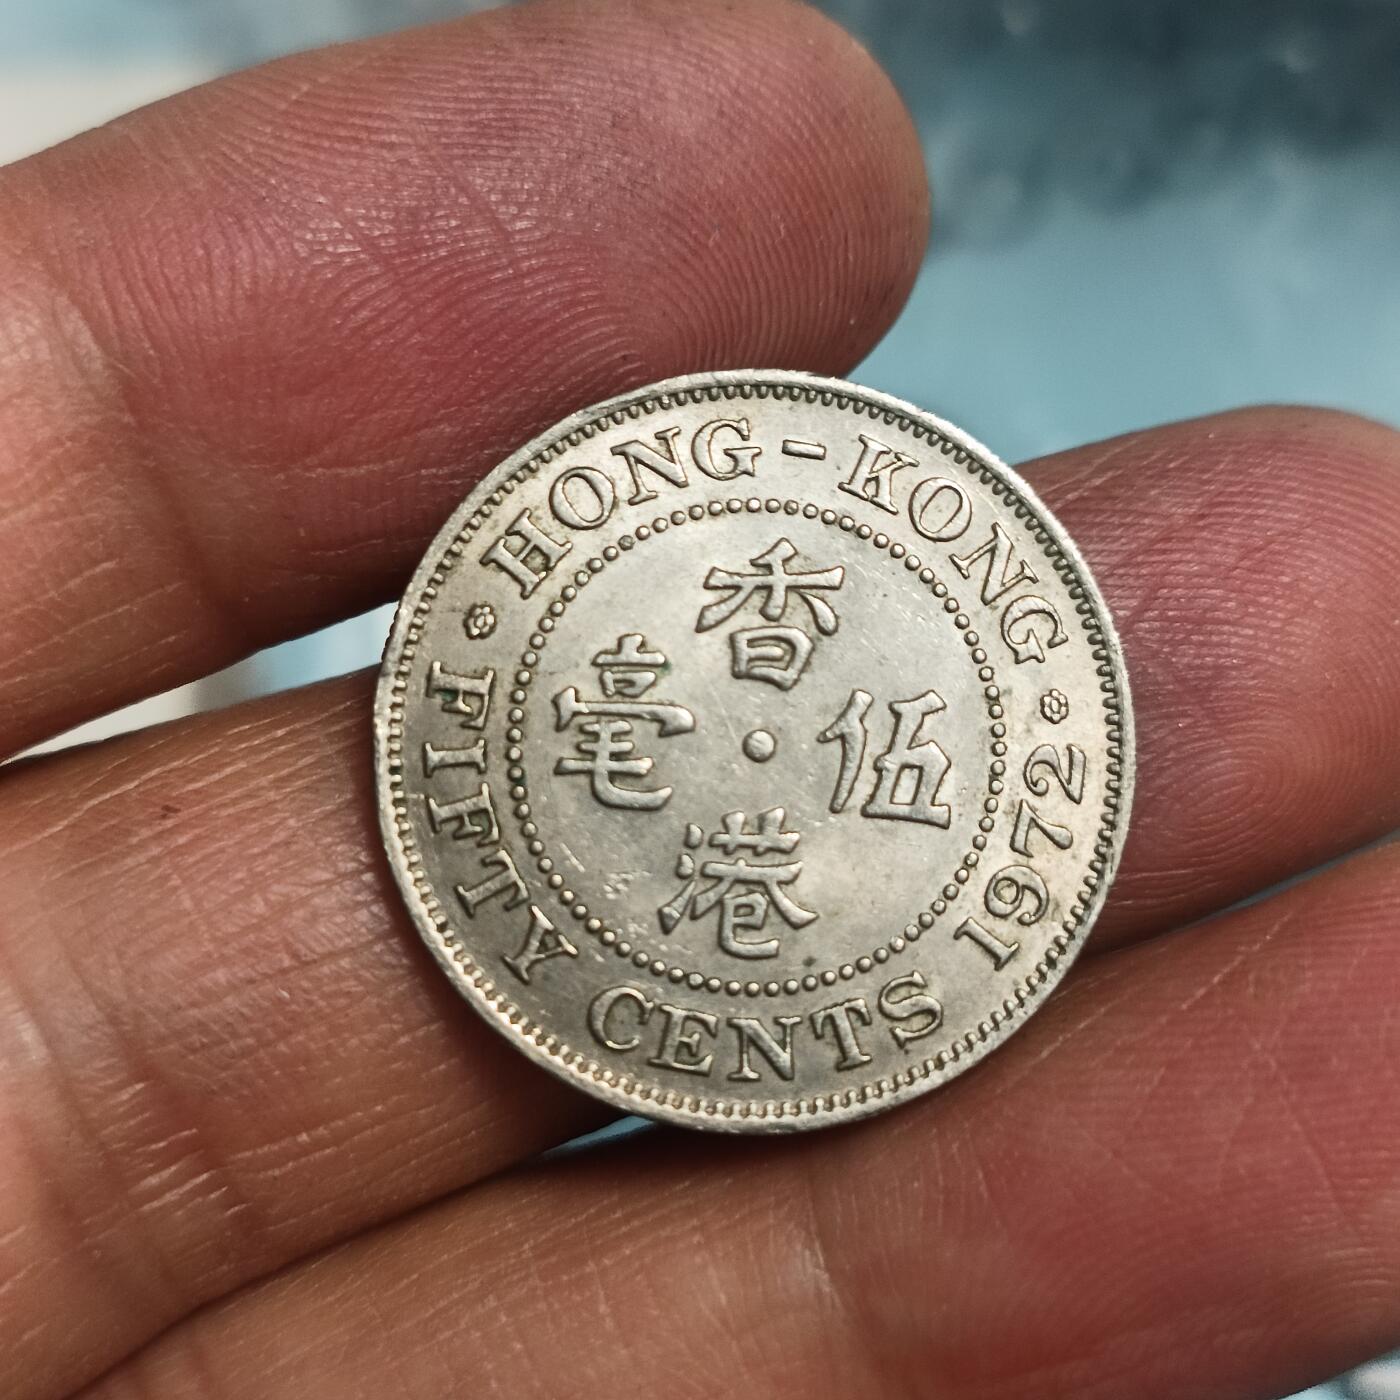 HONG-KONG
FIFTY CENTS 1972
香港
伍毫